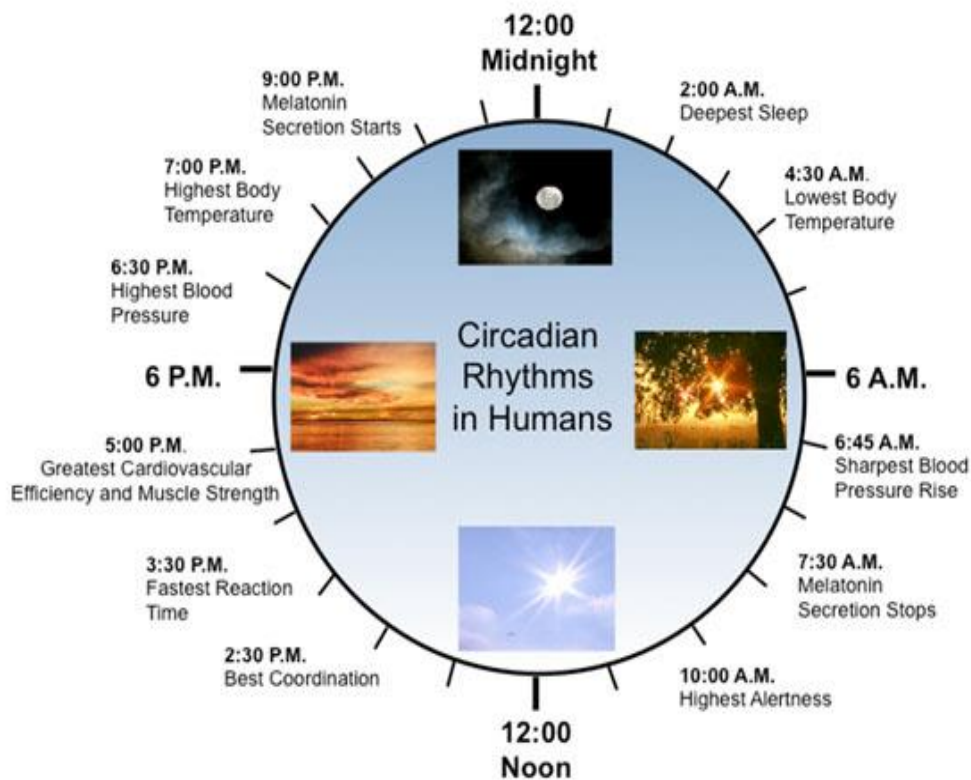 12:00
Midnight
2:00 A.M.
Deepest Sleep
4:30 A.M.
Lowest Body
Temperature
6 A.M.
6:45 A.M.
Sharpest Blood
Pressure Rise
7:30 A.M.
Melatonin
Secretion Stops
10:00 A.M.
Highest Alertness
12:00
Noon
2:30 P.M.
Best Coordination
3:30 P.M.
Fastest Reaction
Time
5:00 P.M.
Greatest Cardiovascular
Efficiency and Muscle Strength
6 P.M.
6:30 P.M.
Highest Blood
Pressure
7:00 P.M.
Highest Body
Temperature
9:00 P.M.
Melatonin
Secretion Starts
Circadian
Rhythms
in Humans